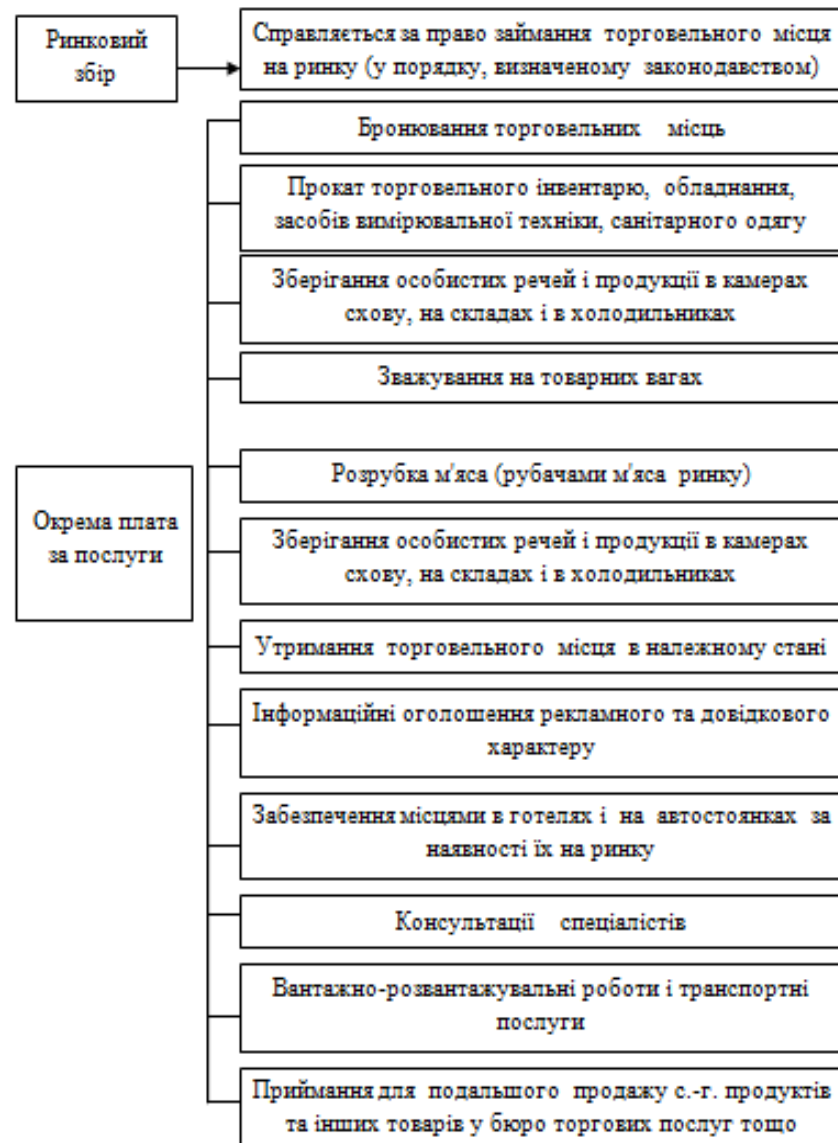 Ринковий
збір
Справляється за право займання торговельного місця
на ринку (у порядку, визначеному законодавством)
Бронювання торговельних місць
Прокат торговельного інвентарю, обладнання,
засобів вимірювальної техніки, санітарного одягу
Зберігання особистих речей і продукції в камерах
схову, на складах і в холодильниках
Зважування на товарних вагах
Окрема плата
за послуги
Розрубка м'яса (рубачами м'яса ринку)
Зберігання особистих речей і продукції в камерах
схову, на складах і в холодильниках
Утримання торговельного місця в належному стані
Інформаційні оголошення рекламного та довідкового
характеру
Забезпечення місцями в готелях і на автостоянках за
наявності їх на ринку
Консультації спеціалістів
Вантажно-розвантажувальні роботи і транспортні
послуги
Приймання для подальшого продажу с.-г. продуктів
та інших товарів у бюро торгових послуг тощо